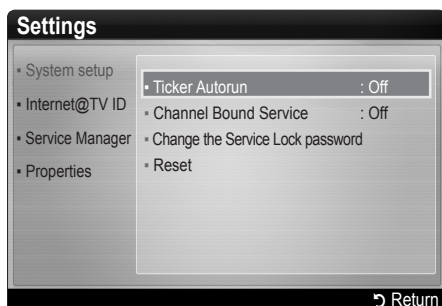 Settings
System setup
Internet@TV ID
Service Manager
Properties
Ticker Autorun : Off
Channel Bound Service : Off
Change the Service Lock password
Reset
Return